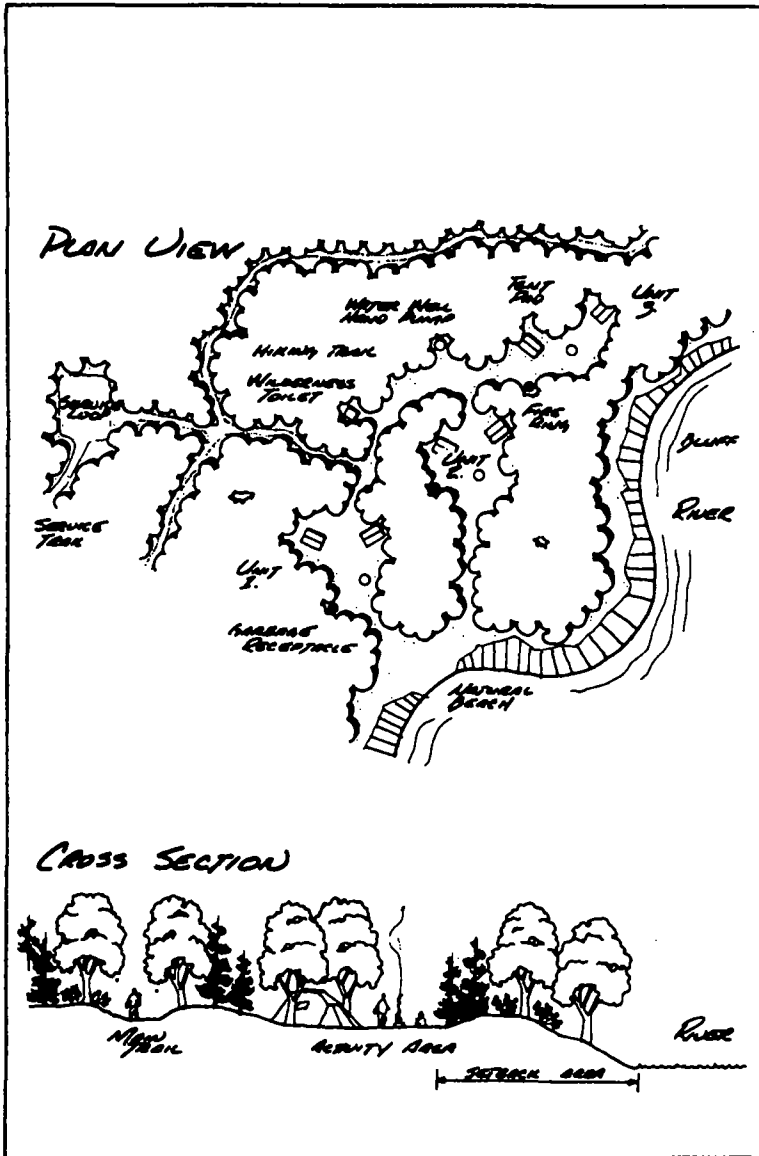 PLAN VIEW
WATER WELL
HAND PUMP
TENT
PAD
UNIT
3.
HIKING TRAIL
WILDERNESS
TOILET
SERVICE
LOOP
FIRE
RING
UNIT
2.
BLUFF
RIVER
SERVICE
TRAIL
UNIT
1.
GARBAGE
RECEPTACLE
NATURAL
BEACH
CROSS SECTION
MAIN
TRAIL
ACTIVITY AREA
RIVER
SETBACK AREA